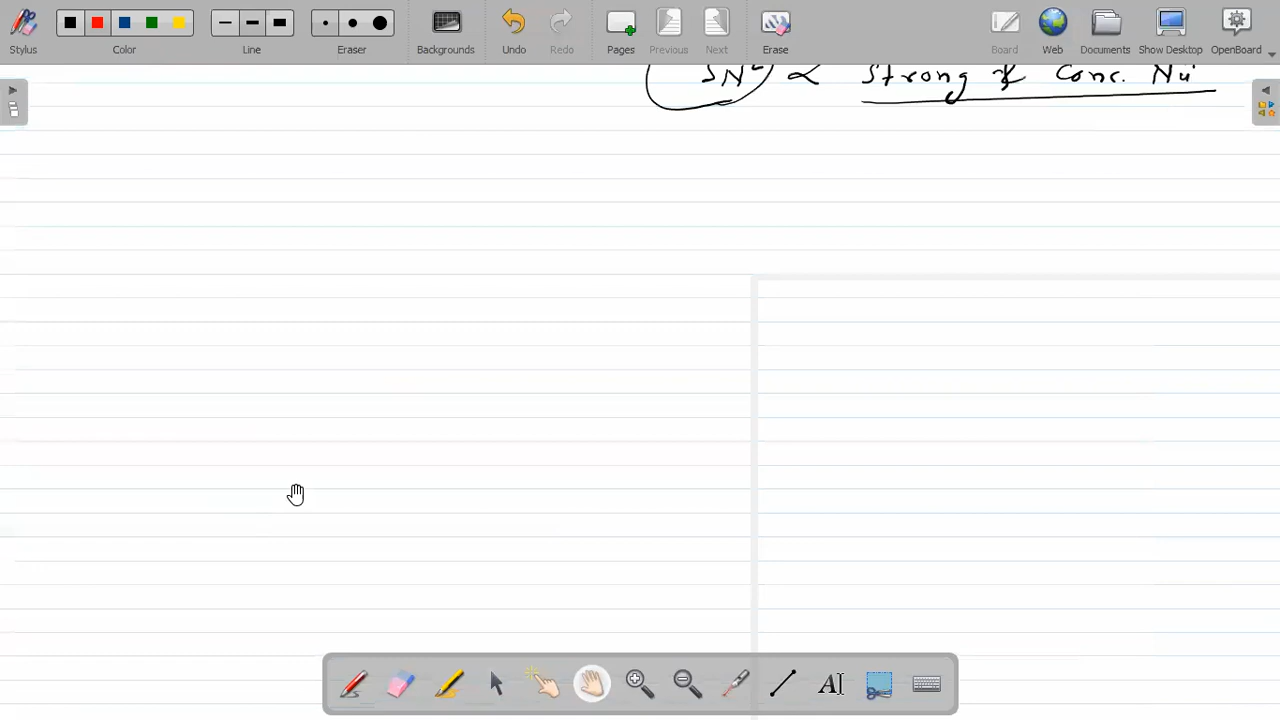 Stylus
Color
Line
Eraser
Backgrounds
Undo
Redo
Pages
Previous
Next
Erase
Board
Web
Documents
Show Desktop
OpenBoard
SN² ∝ Strong & Conc. Nu